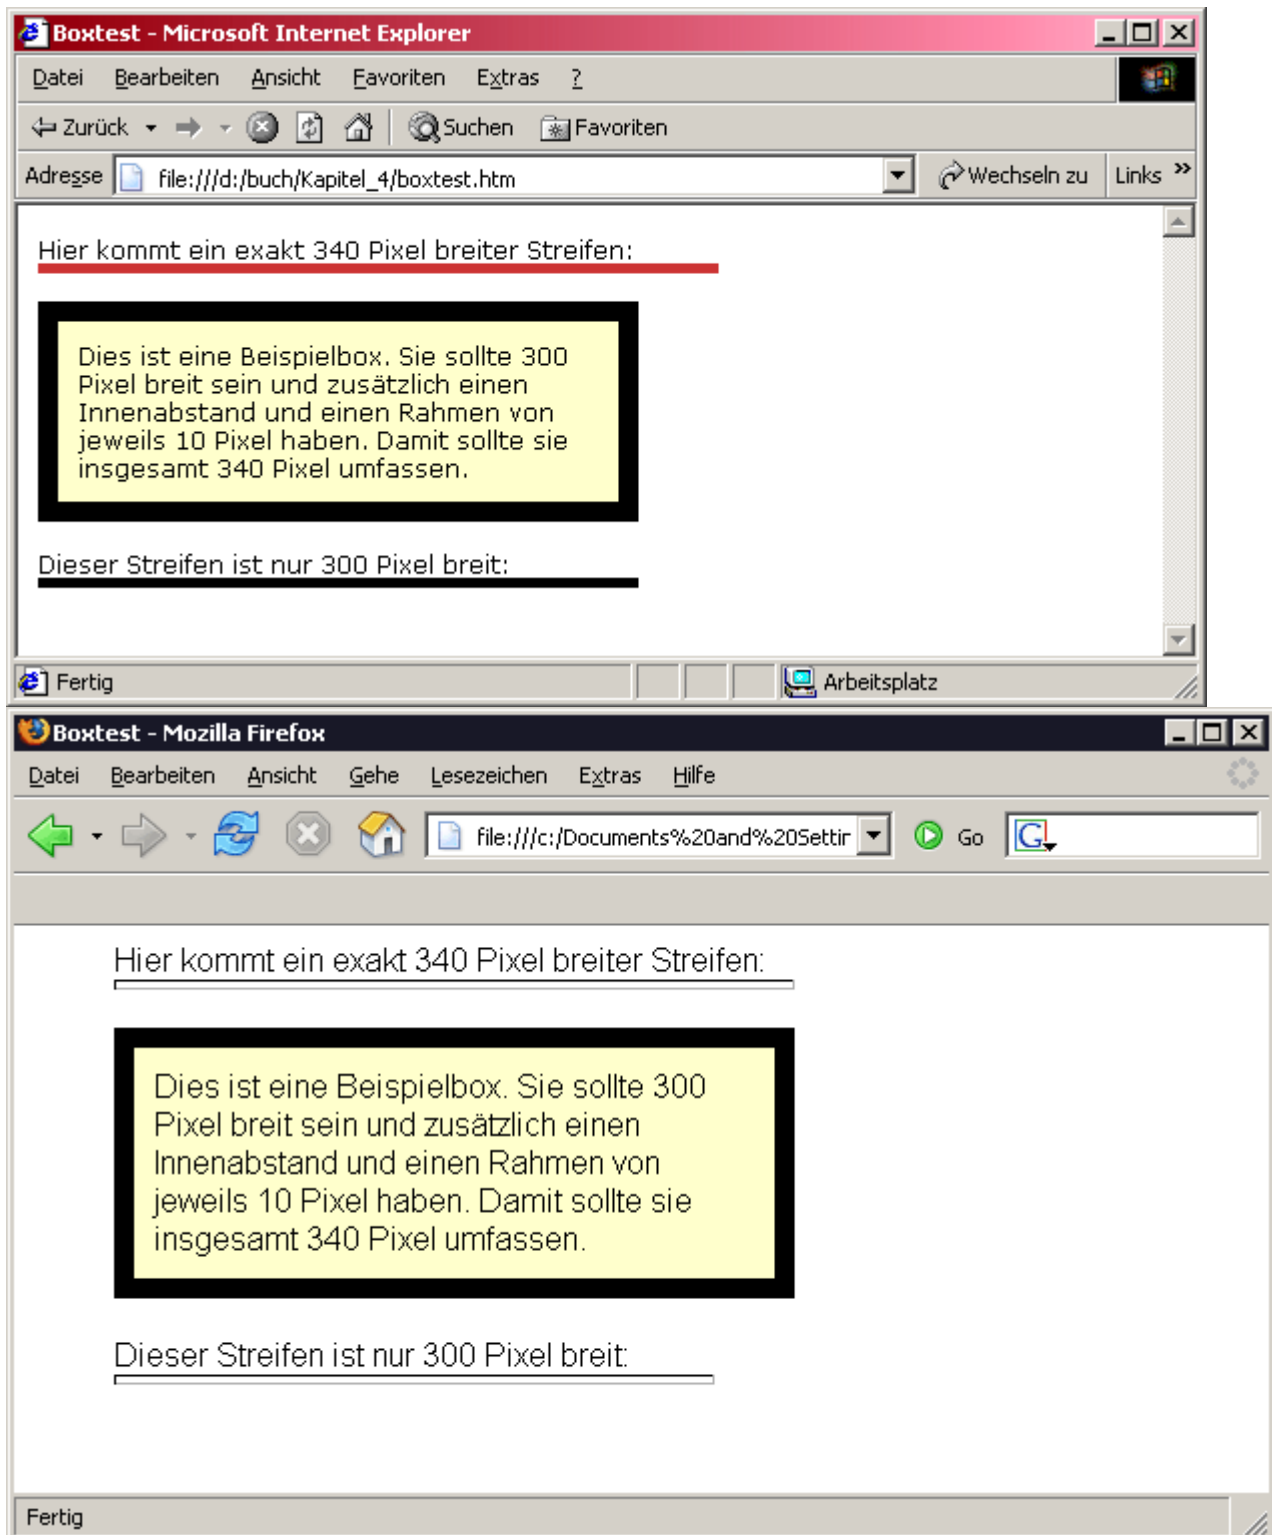 Boxtest - Microsoft Internet Explorer
Datei Bearbeiten Ansicht Favoriten Extras ?
Zurück Suchen Favoriten
Adresse file:///d:/buch/Kapitel_4/boxtest.htm Wechseln zu Links »
Hier kommt ein exakt 340 Pixel breiter Streifen:
Dies ist eine Beispielbox. Sie sollte 300
Pixel breit sein und zusätzlich einen
Innenabstand und einen Rahmen von
jeweils 10 Pixel haben. Damit sollte sie
insgesamt 340 Pixel umfassen.
Dieser Streifen ist nur 300 Pixel breit:
Fertig Arbeitsplatz
Boxtest - Mozilla Firefox
Datei Bearbeiten Ansicht Gehe Lesezeichen Extras Hilfe
file:///c:/Documents%20and%20Settin Go G
Hier kommt ein exakt 340 Pixel breiter Streifen:
Dies ist eine Beispielbox. Sie sollte 300
Pixel breit sein und zusätzlich einen
Innenabstand und einen Rahmen von
jeweils 10 Pixel haben. Damit sollte sie
insgesamt 340 Pixel umfassen.
Dieser Streifen ist nur 300 Pixel breit:
Fertig